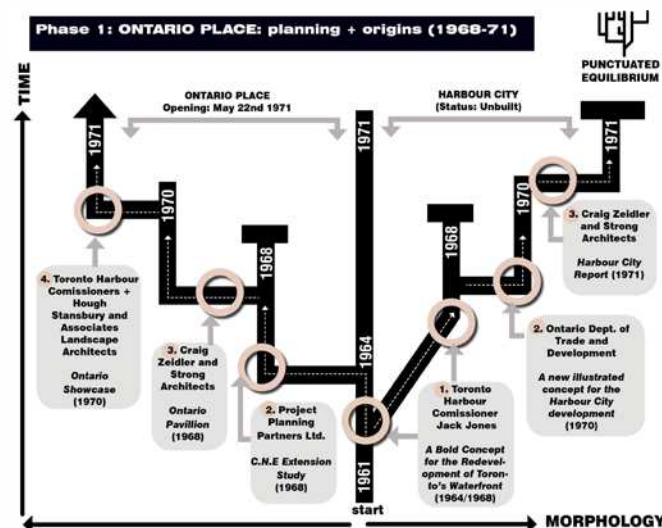 Phase 1: ONTARIO PLACE: planning + origins (1968-71)
PUNCTUATED
EQUILIBRIUM
TIME
ONTARIO PLACE
Opening: May 22nd 1971
HARBOUR CITY
(Status: Unbuilt)
1971
1970
1968
1971
1964
1961
1968
1970
1971
4. Toronto Harbour
Comissioners +
Hough
Stansbury and
Associates
Landscape
Architects
Ontario
Showcase
(1970)
3. Craig Zeidler
and Strong
Architects
Ontario
Pavillion
(1968)
2. Project Planning
Partners Ltd.
C.N.E Extension
Study
(1968)
1. Toronto
Harbour
Comissioner
Jack Jones
A Bold Concept
for the Redevel-
opment of Toron-
to's Waterfront
(1964/1968)
2. Ontario Dept. of
Trade and
Development
A new illustrated
concept for the
Harbour City
development
(1970)
3. Craig Zeidler
and Strong
Architects
Harbour City
Report (1971)
start
MORPHOLOGY